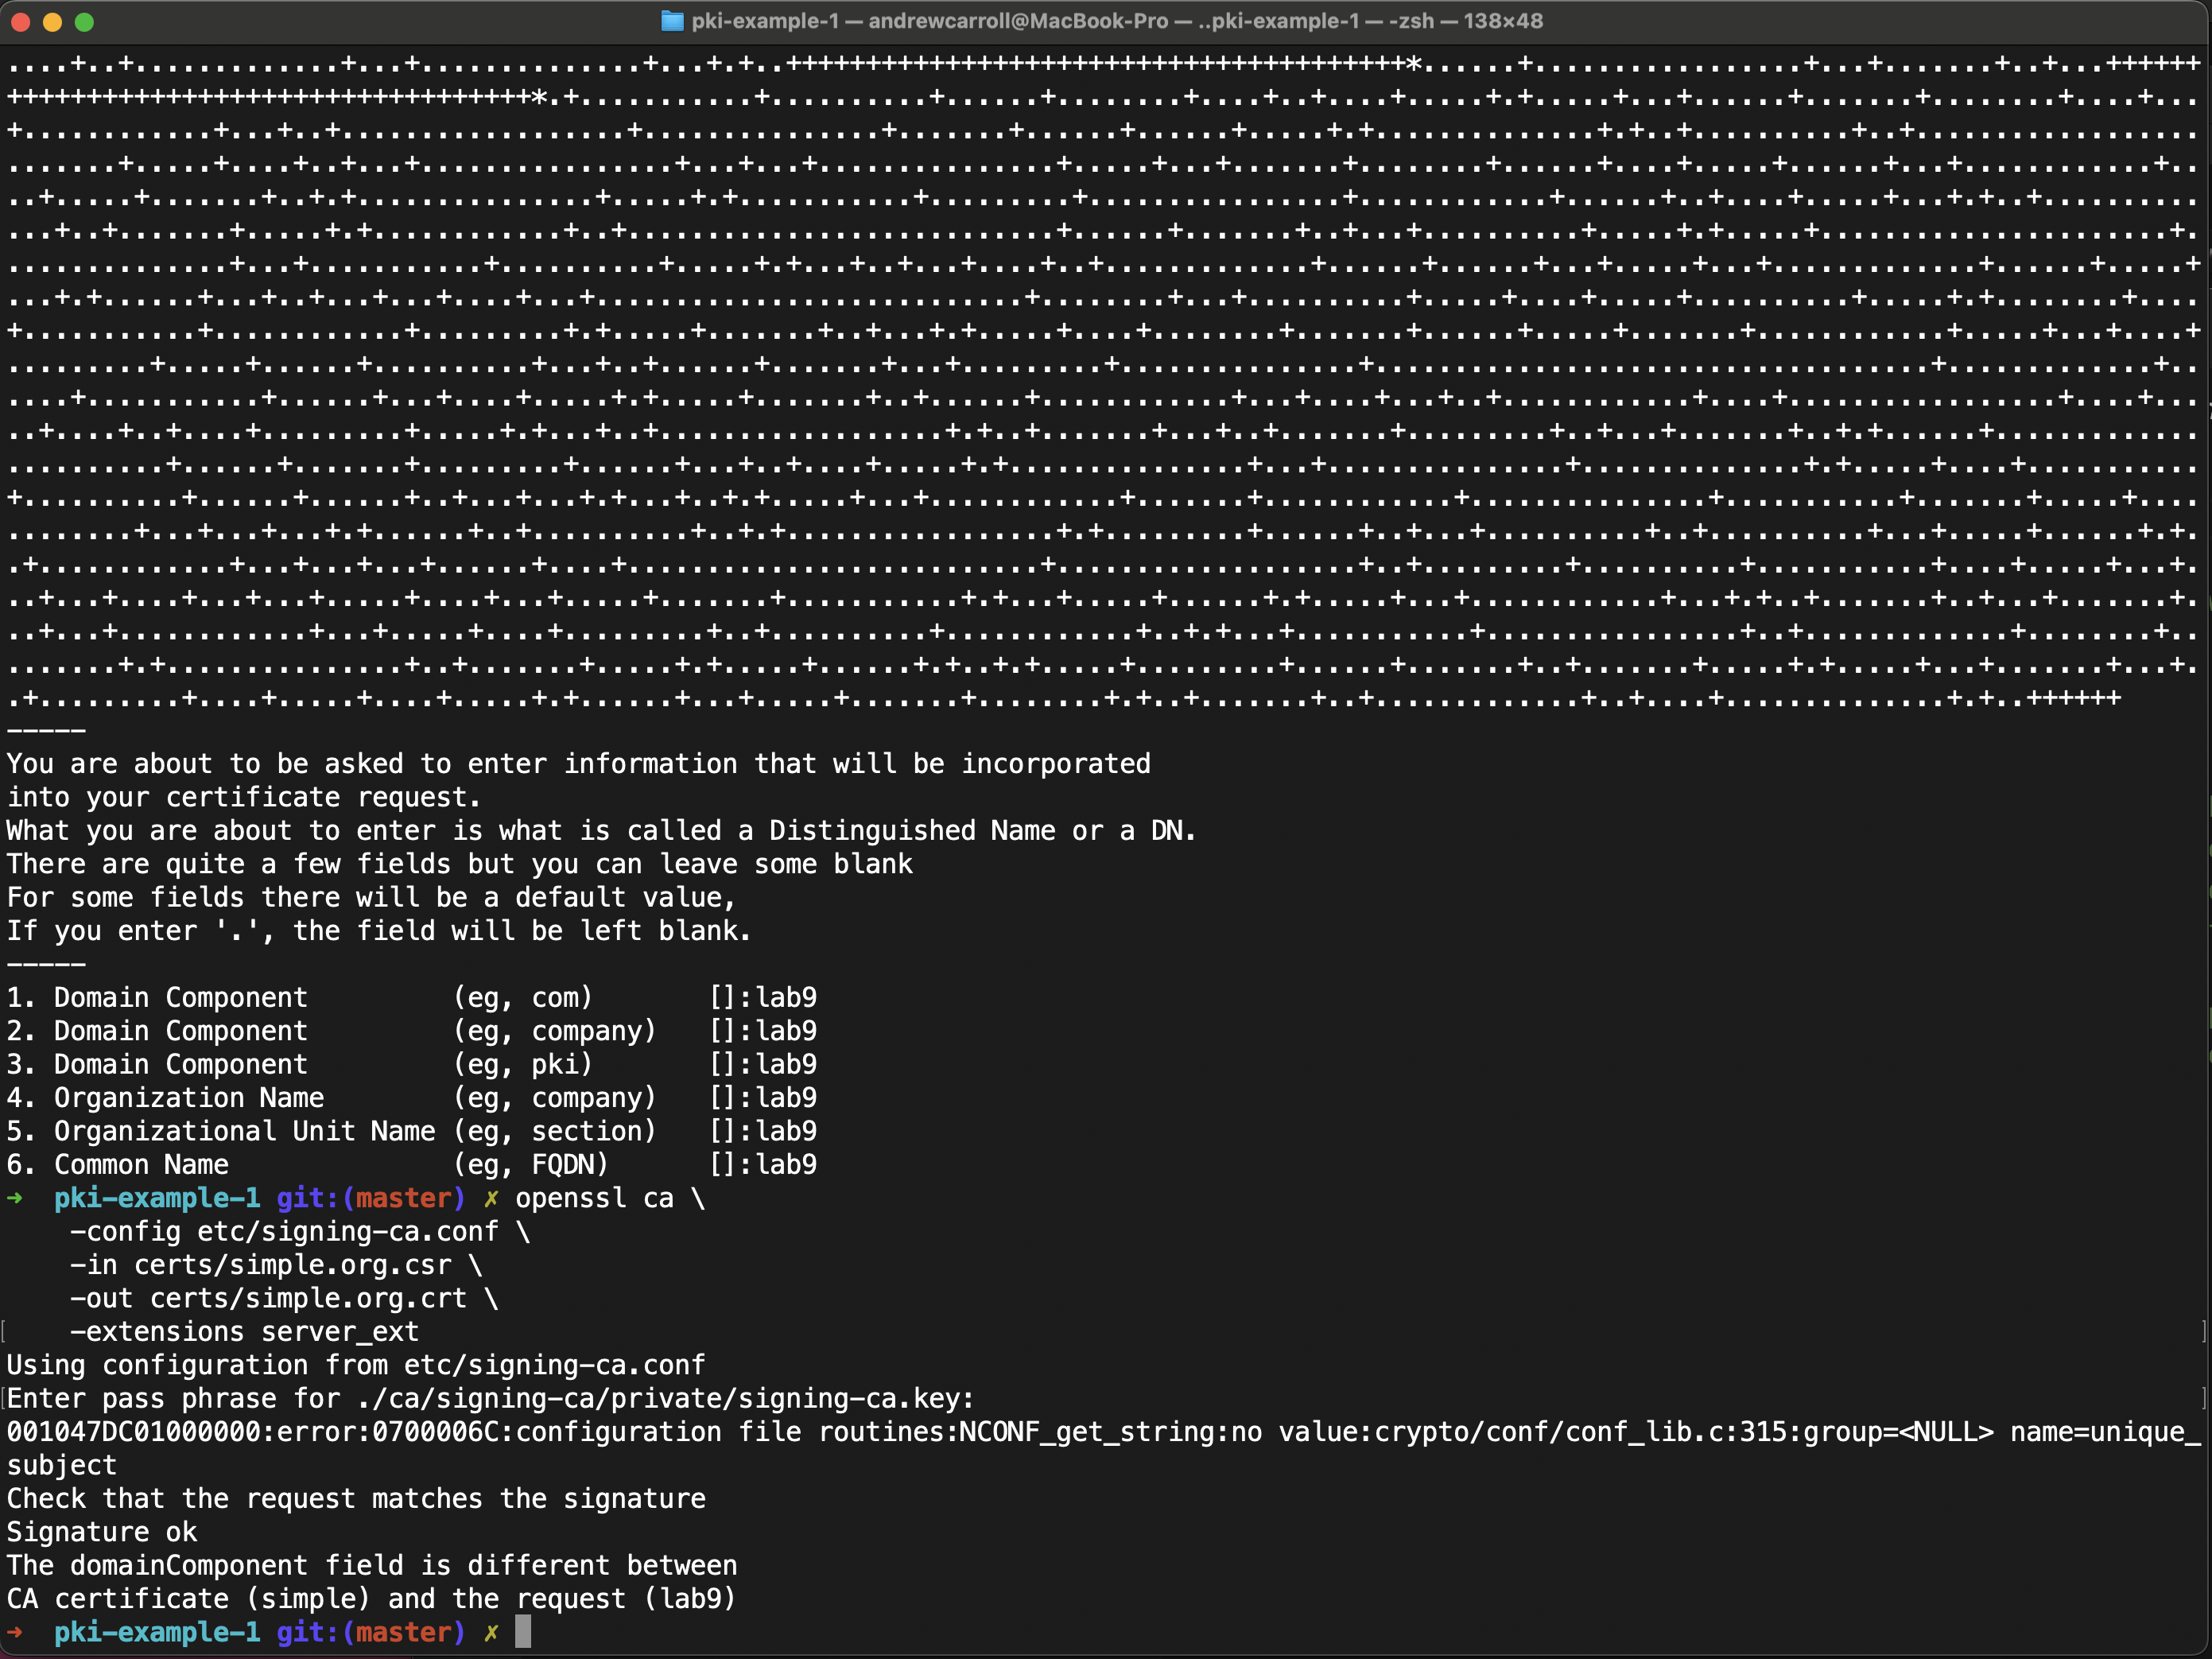 pki-example-1 — andrewcarroll@MacBook-Pro — ..pki-example-1 — -zsh — 138×48
-----
You are about to be asked to enter information that will be incorporated
into your certificate request.
What you are about to enter is what is called a Distinguished Name or a DN.
There are quite a few fields but you can leave some blank
For some fields there will be a default value,
If you enter '.', the field will be left blank.
-----
1. Domain Component         (eg, com)       []:lab9
2. Domain Component         (eg, company)   []:lab9
3. Domain Component         (eg, pki)       []:lab9
4. Organization Name        (eg, company)   []:lab9
5. Organizational Unit Name (eg, section)   []:lab9
6. Common Name              (eg, FQDN)      []:lab9
➜  pki-example-1 git:(master) ✗ openssl ca \
    -config etc/signing-ca.conf \
    -in certs/simple.org.csr \
    -out certs/simple.org.crt \
    -extensions server_ext
Using configuration from etc/signing-ca.conf
Enter pass phrase for ./ca/signing-ca/private/signing-ca.key:
001047DC01000000:error:0700006C:configuration file routines:NCONF_get_string:no value:crypto/conf/conf_lib.c:315:group=<NULL> name=unique_
subject
Check that the request matches the signature
Signature ok
The domainComponent field is different between
CA certificate (simple) and the request (lab9)
➜  pki-example-1 git:(master) ✗